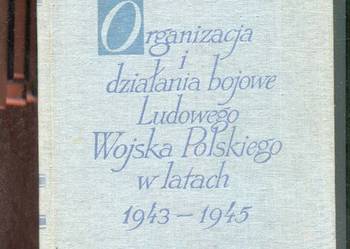 Organizacja
i
działania bojowe
Ludowego
Wojska Polskiego
w latach
1943-1945